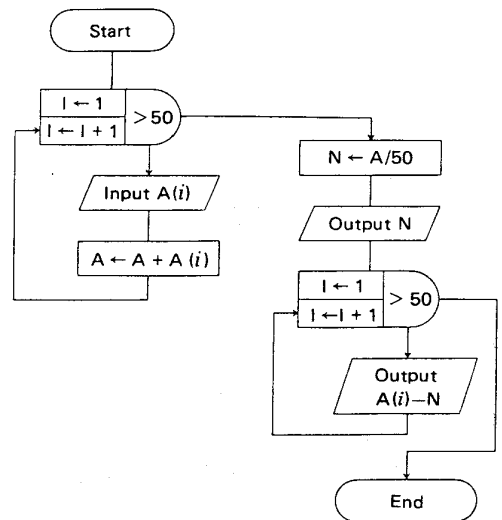 Start
I ← 1
I ← I + 1
> 50
Input A(i)
A ← A + A (i)
N ← A/50
Output N
I ← 1
I ←I + 1
> 50
Output
A(i)–N
End